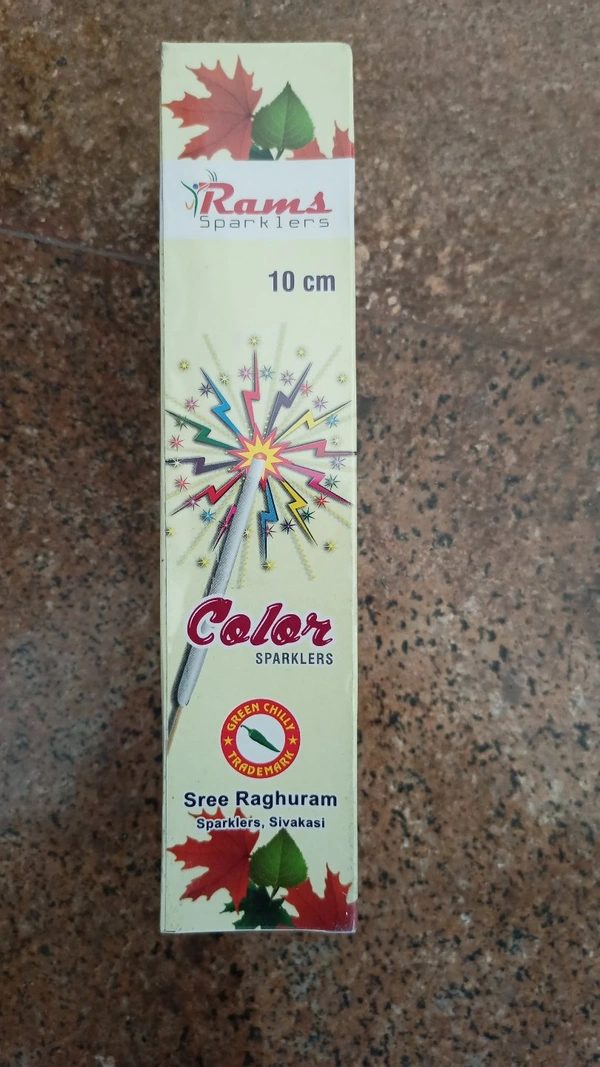 Rams
Sparklers
10 cm
Color
SPARKLERS
GREEN CHILLY
TRADEMARK
Sree Raghuram
Sparklers, Sivakasi